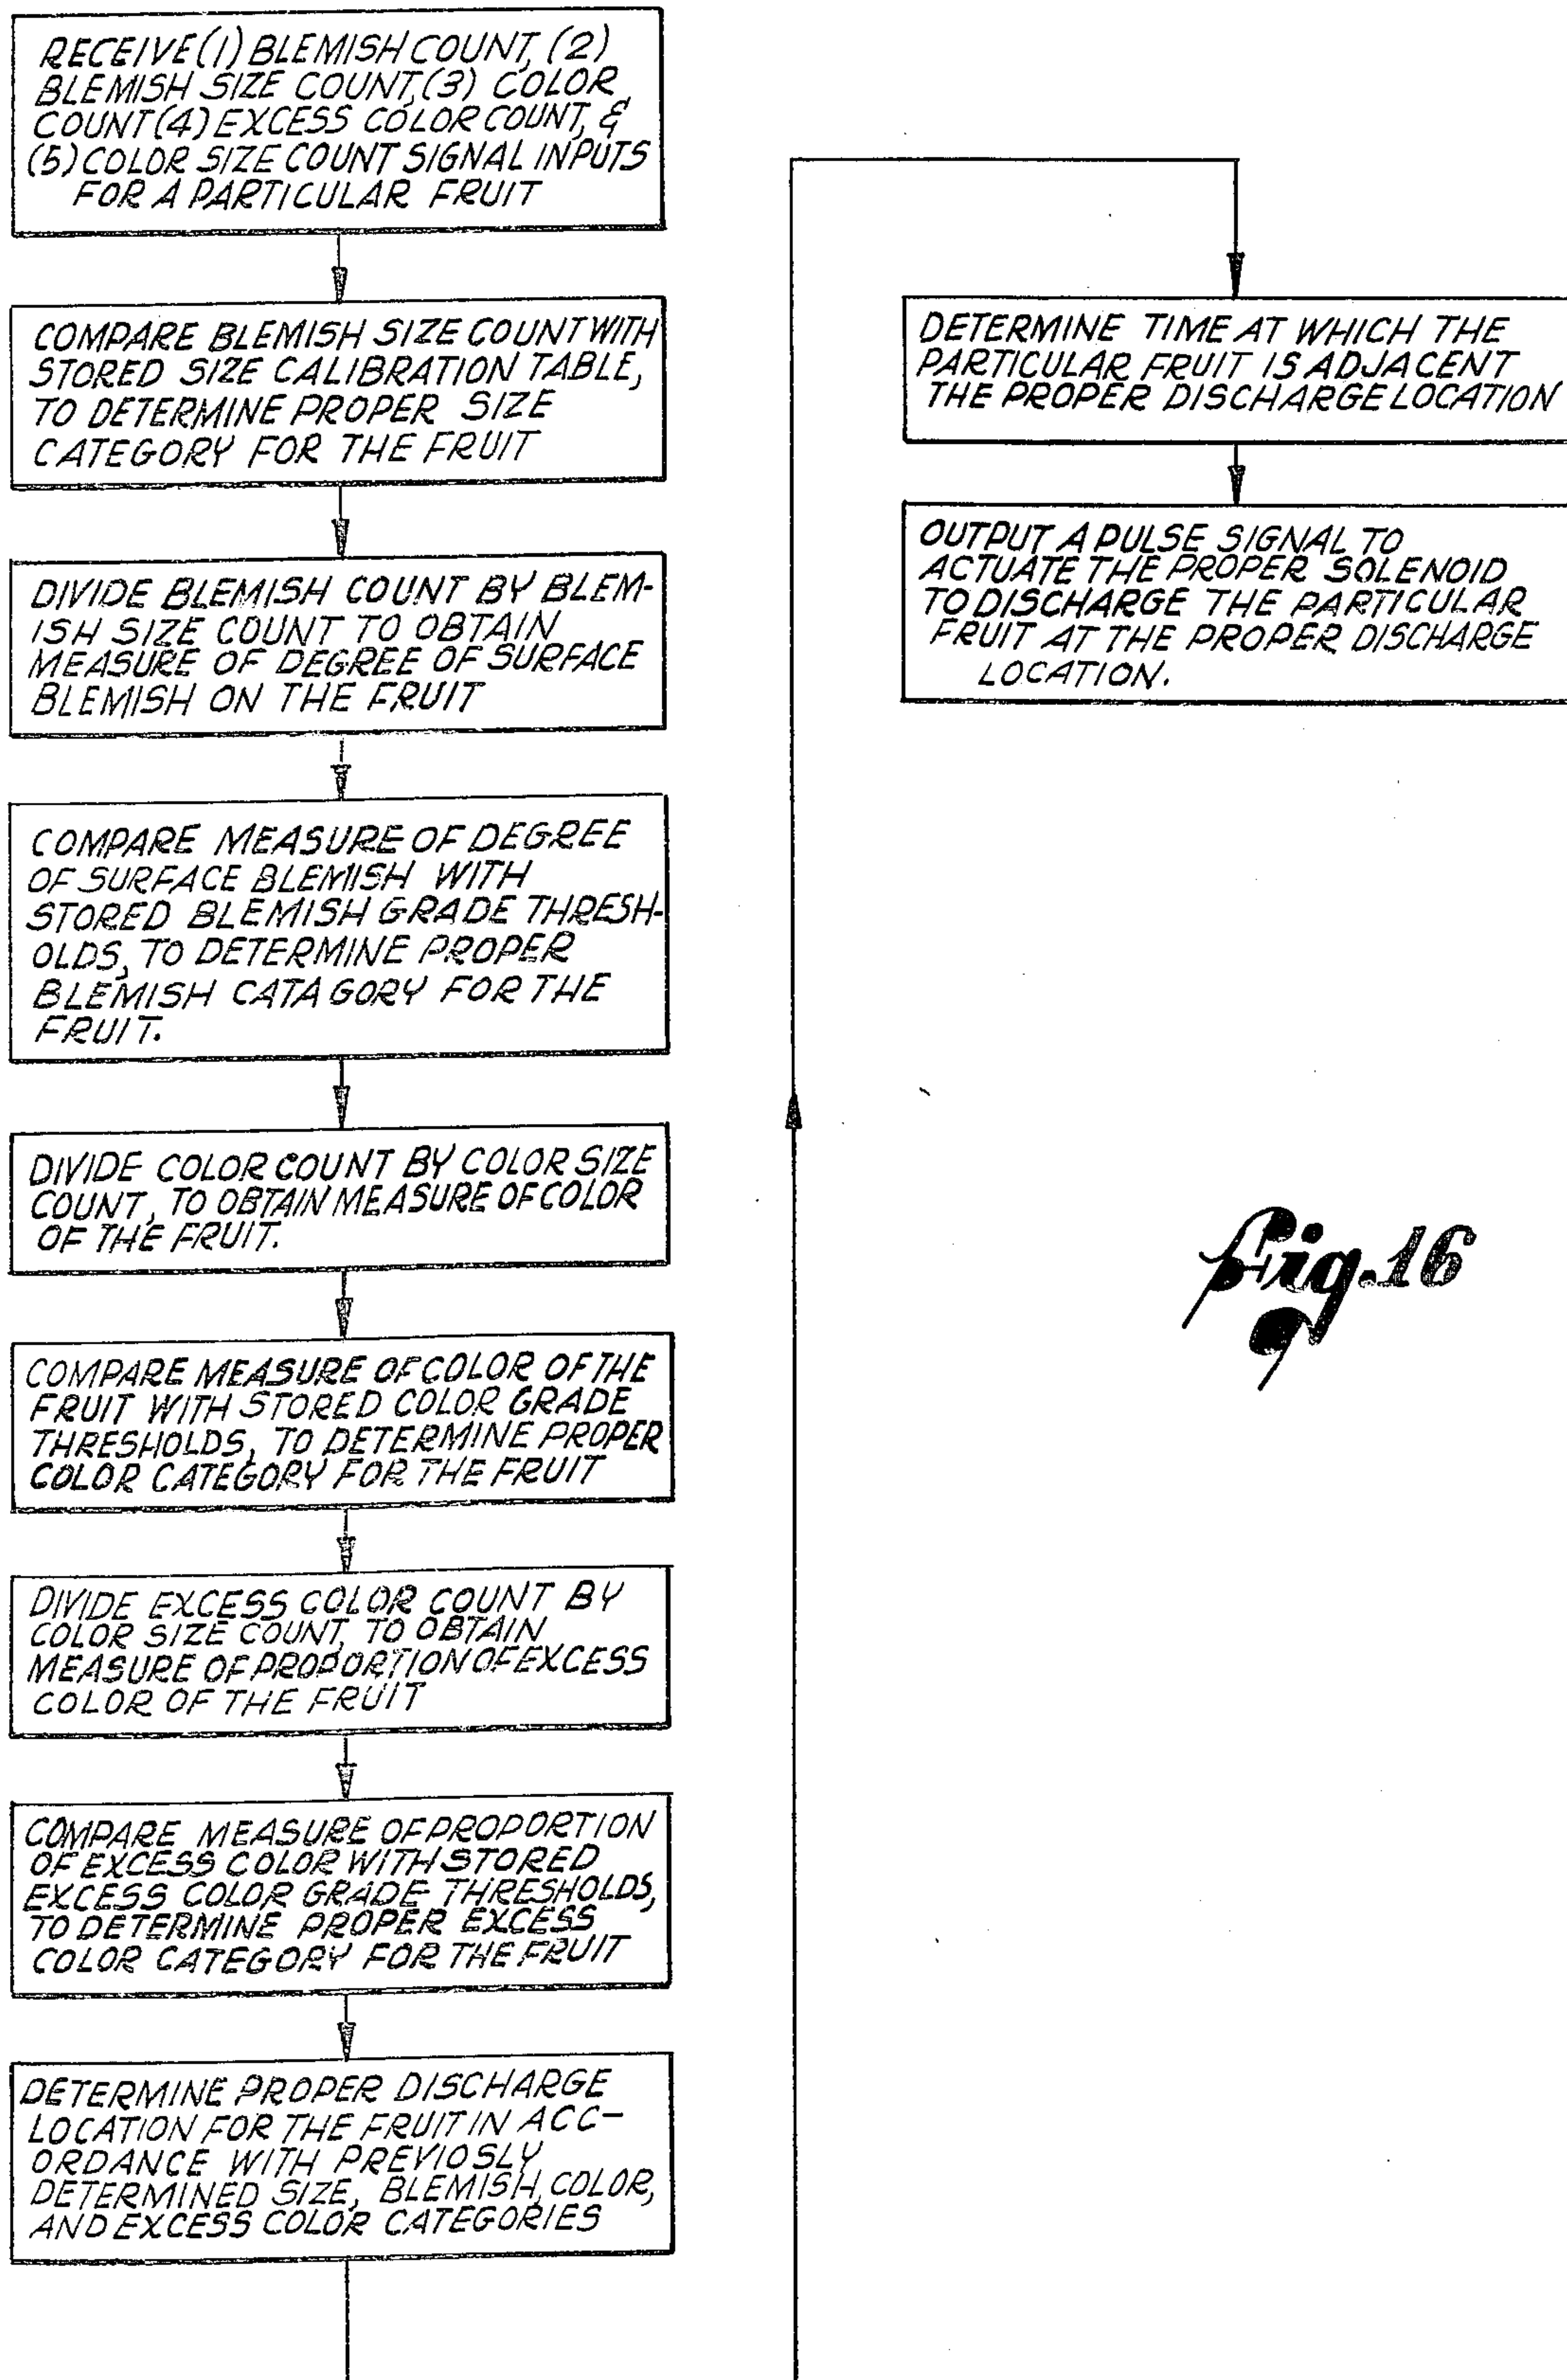 RECEIVE (1) BLEMISH COUNT, (2)
BLEMISH SIZE COUNT, (3) COLOR
COUNT (4) EXCESS COLOR COUNT, &
(5) COLOR SIZE COUNT SIGNAL INPUTS
FOR A PARTICULAR FRUIT
COMPARE BLEMISH SIZE COUNT WITH
STORED SIZE CALIBRATION TABLE,
TO DETERMINE PROPER SIZE
CATEGORY FOR THE FRUIT
DIVIDE BLEMISH COUNT BY BLEM-
ISH SIZE COUNT TO OBTAIN
MEASURE OF DEGREE OF SURFACE
BLEMISH ON THE FRUIT
COMPARE MEASURE OF DEGREE
OF SURFACE BLEMISH WITH
STORED BLEMISH GRADE THRESH-
OLDS, TO DETERMINE PROPER
BLEMISH CATAGORY FOR THE
FRUIT.
DIVIDE COLOR COUNT BY COLOR SIZE
COUNT, TO OBTAIN MEASURE OF COLOR
OF THE FRUIT.
COMPARE MEASURE OF COLOR OF THE
FRUIT WITH STORED COLOR GRADE
THRESHOLDS, TO DETERMINE PROPER
COLOR CATEGORY FOR THE FRUIT
DIVIDE EXCESS COLOR COUNT BY
COLOR SIZE COUNT, TO OBTAIN
MEASURE OF PROPORTION OF EXCESS
COLOR OF THE FRUIT
COMPARE MEASURE OF PROPORTION
OF EXCESS COLOR WITH STORED
EXCESS COLOR GRADE THRESHOLDS,
TO DETERMINE PROPER EXCESS
COLOR CATEGORY FOR THE FRUIT
DETERMINE PROPER DISCHARGE
LOCATION FOR THE FRUIT IN ACC-
ORDANCE WITH PREVIOSLY
DETERMINED SIZE, BLEMISH, COLOR,
AND EXCESS COLOR CATEGORIES
DETERMINE TIME AT WHICH THE
PARTICULAR FRUIT IS ADJACENT
THE PROPER DISCHARGE LOCATION
OUTPUT A PULSE SIGNAL TO
ACTUATE THE PROPER SOLENOID
TO DISCHARGE THE PARTICULAR
FRUIT AT THE PROPER DISCHARGE
LOCATION.
Fig. 16